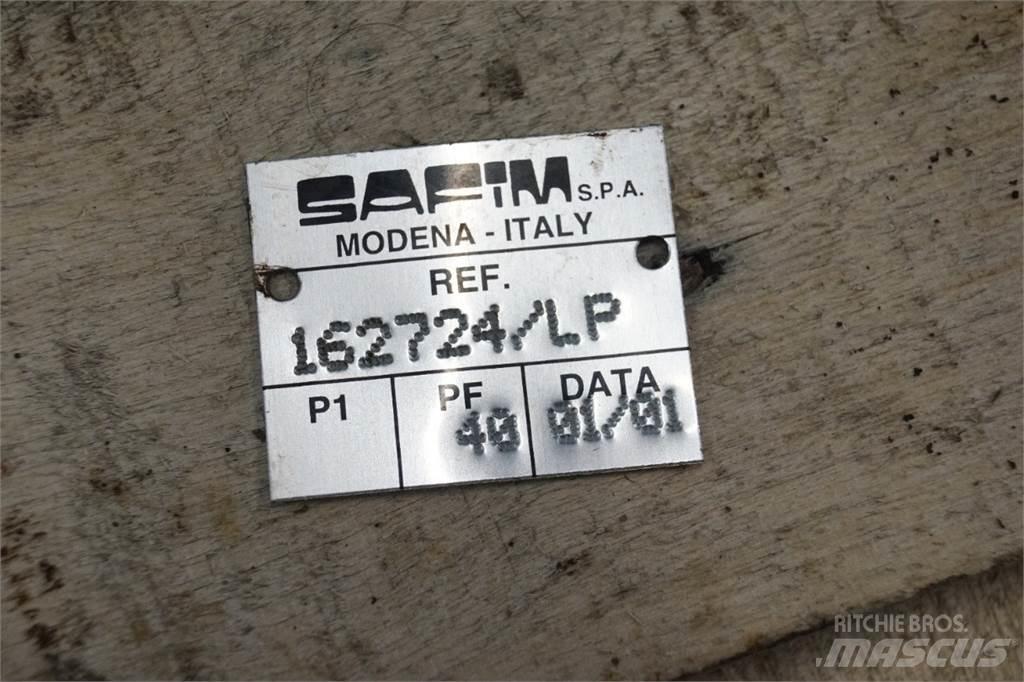 SAFIM S.P.A.
MODENA - ITALY
REF.
162724/LP
P1 PF DATA
40 01/01
RITCHIE BROS.
MASCUS